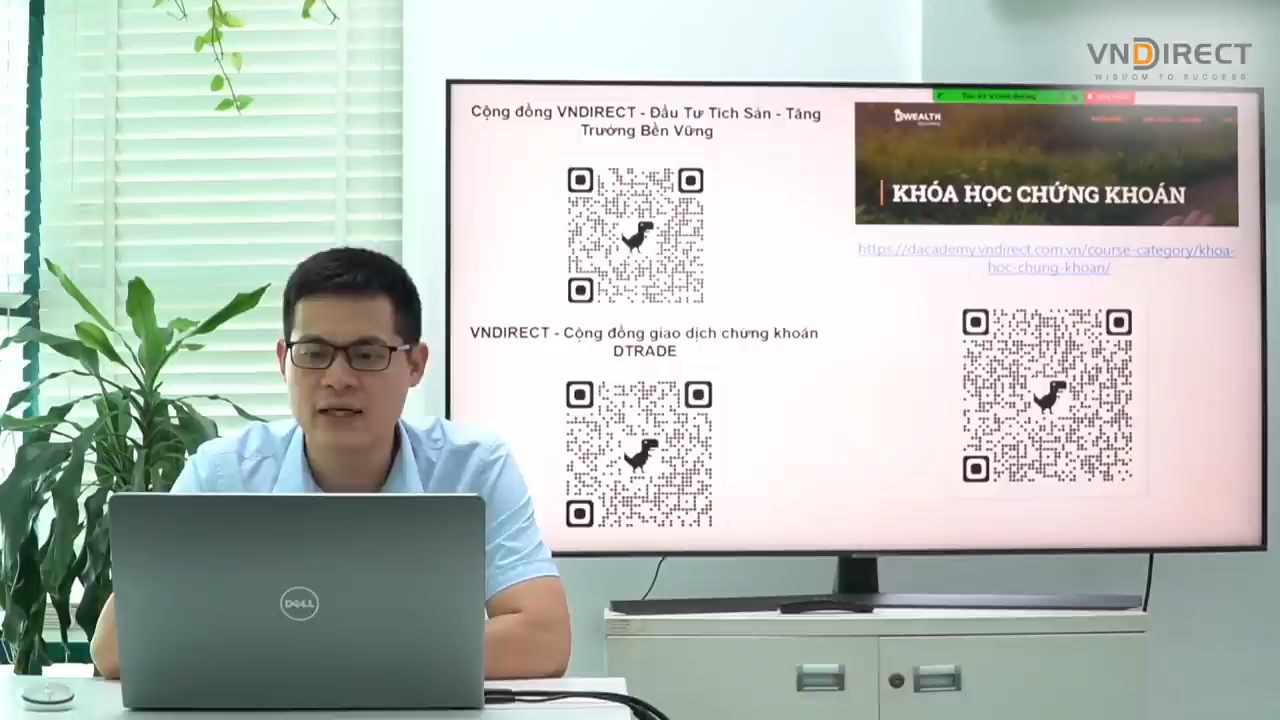 VNDIRECT
WISDOM TO SUCCESS
Cộng đồng VNDIRECT - Đầu Tư Tích Sản - Tăng
Trưởng Bền Vững
DWEALTH
KHÓA HỌC CHỨNG KHOÁN
https://dacademy.vndirect.com.vn/course-category/khoa-
hoc-chung-khoan/
VNDIRECT - Cộng đồng giao dịch chứng khoán
DTRADE
DELL